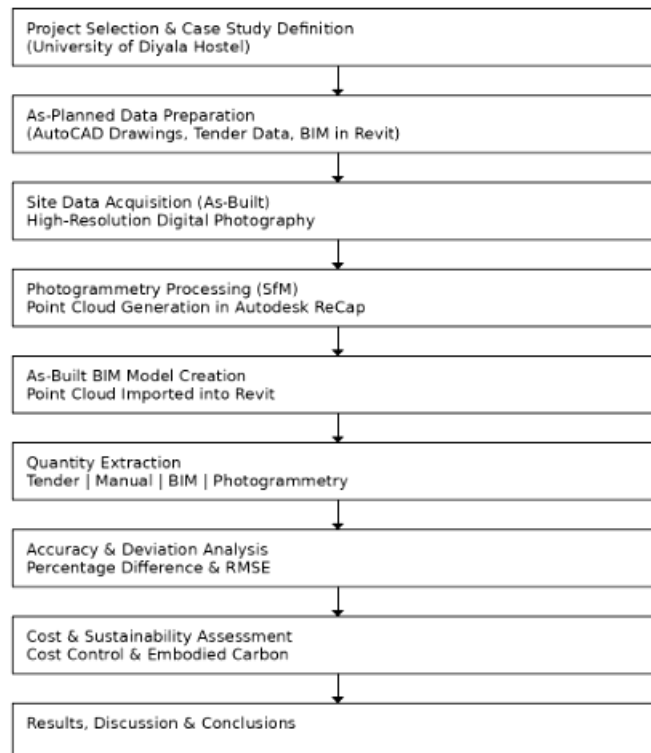 Project Selection & Case Study Definition
(University of Diyala Hostel)
As-Planned Data Preparation
(AutoCAD Drawings, Tender Data, BIM in Revit)
Site Data Acquisition (As-Built)
High-Resolution Digital Photography
Photogrammetry Processing (SfM)
Point Cloud Generation in Autodesk ReCap
As-Built BIM Model Creation
Point Cloud Imported into Revit
Quantity Extraction
Tender | Manual | BIM | Photogrammetry
Accuracy & Deviation Analysis
Percentage Difference & RMSE
Cost & Sustainability Assessment
Cost Control & Embodied Carbon
Results, Discussion & Conclusions